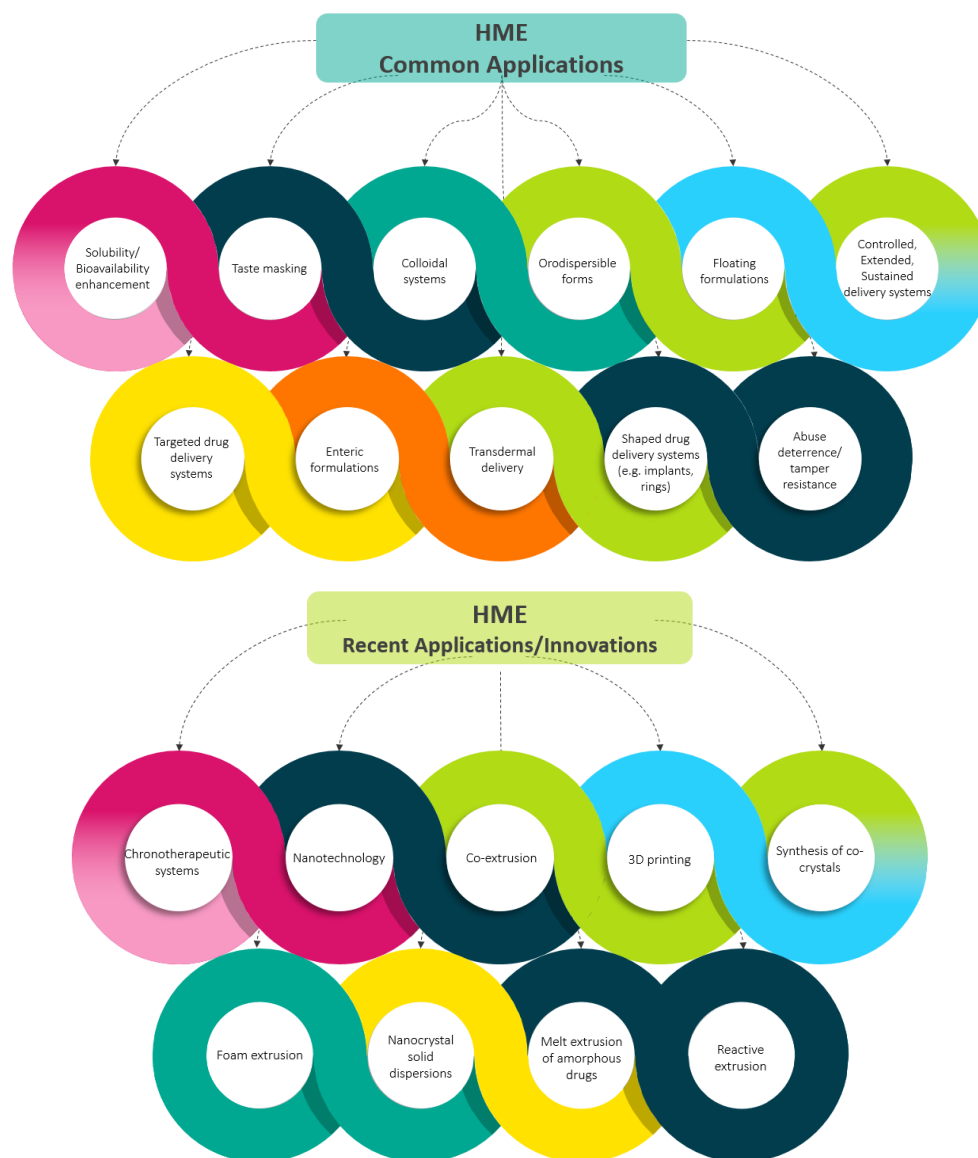 HME
Common Applications
Solubility/
Bioavailability
enhancement
Taste masking
Colloidal
systems
Orodispersible
forms
Floating
formulations
Controlled,
Extended,
Sustained
delivery systems
Targeted drug
delivery
systems
Enteric
formulations
Transdermal
delivery
Shaped drug
delivery systems
(e.g. implants,
rings)
Abuse
deterrence/
tamper
resistance
HME
Recent Applications/Innovations
Chronotherapeutic
systems
Nanotechnology
Co-extrusion
3D printing
Synthesis of co-
crystals
Foam extrusion
Nanocrystal
solid
dispersions
Melt extrusion
of amorphous
drugs
Reactive
extrusion